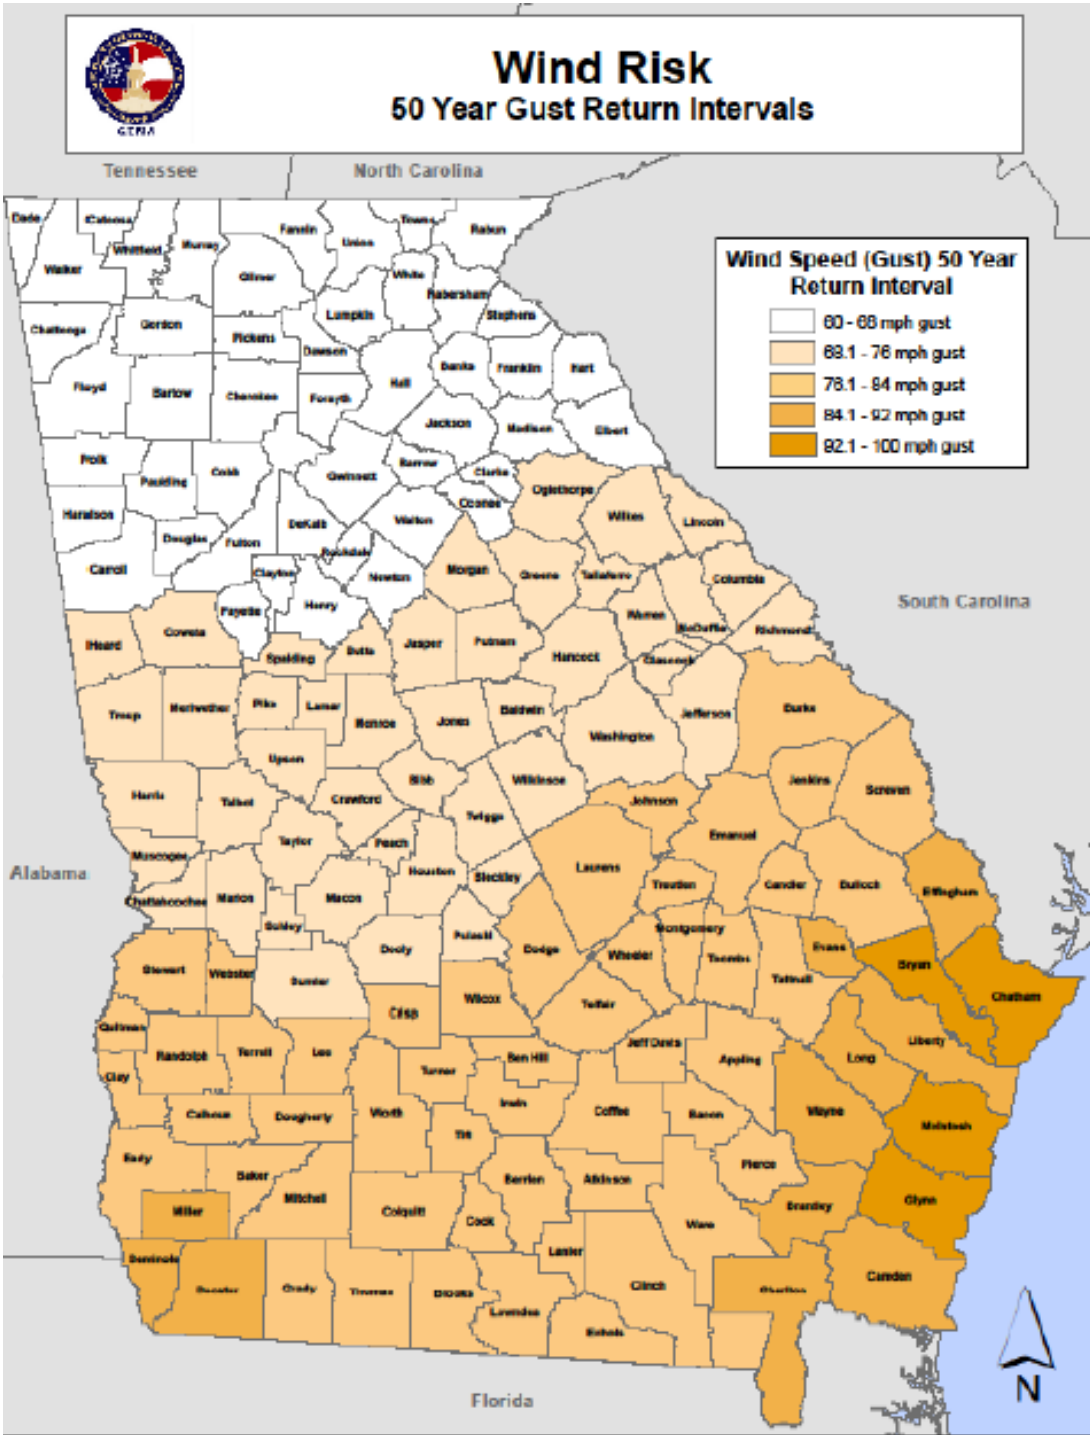 Wind Risk
50 Year Gust Return Intervals
GEMA
Tennessee
North Carolina
Wind Speed (Gust) 50 Year
Return Interval
60 - 68 mph gust
68.1 - 76 mph gust
76.1 - 84 mph gust
84.1 - 92 mph gust
92.1 - 100 mph gust
Dade
Catoosa
Whitfield
Murray
Fannin
Union
Towns
Rabun
Walker
Gilmer
White
Habersham
Stephens
Lumpkin
Chattooga
Gordon
Pickens
Dawson
Floyd
Bartow
Cherokee
Forsyth
Hall
Banks
Franklin
Hart
Jackson
Madison
Elbert
Polk
Paulding
Cobb
Gwinnett
Barrow
Clarke
Oconee
Oglethorpe
Wilkes
Lincoln
Haralson
Douglas
Fulton
DeKalb
Rockdale
Walton
Carroll
Clayton
Henry
Newton
Morgan
Greene
Taliaferro
Columbia
Fayette
Warren
McDuffie
Richmond
South Carolina
Heard
Coweta
Spalding
Butts
Jasper
Putnam
Hancock
Glascock
Troup
Meriwether
Pike
Lamar
Monroe
Jones
Baldwin
Washington
Jefferson
Burke
Upson
Harris
Talbot
Crawford
Bibb
Wilkinson
Twiggs
Johnson
Jenkins
Screven
Muscogee
Taylor
Peach
Houston
Bleckley
Laurens
Emanuel
Treutlen
Candler
Bulloch
Effingham
Alabama
Chattahoochee
Marion
Macon
Schley
Dooly
Pulaski
Dodge
Wheeler
Montgomery
Toombs
Tattnall
Evans
Bryan
Chatham
Stewart
Webster
Sumter
Crisp
Wilcox
Telfair
Quitman
Randolph
Terrell
Lee
Turner
Ben Hill
Jeff Davis
Appling
Long
Liberty
Clay
Calhoun
Dougherty
Worth
Tift
Irwin
Coffee
Bacon
Wayne
McIntosh
Early
Baker
Mitchell
Miller
Colquitt
Berrien
Cook
Atkinson
Pierce
Ware
Brantley
Glynn
Seminole
Decatur
Grady
Thomas
Brooks
Lowndes
Lanier
Clinch
Echols
Charlton
Camden
Florida
N